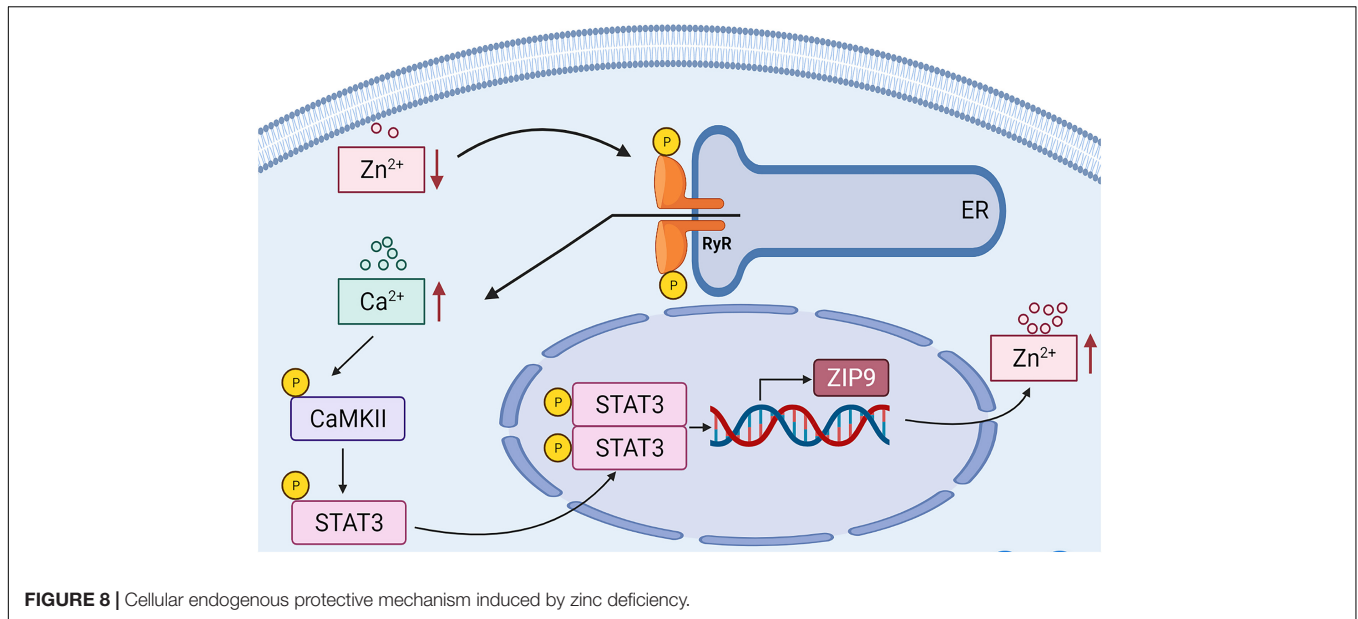 Zn2+
P
ER
RyR
P
Ca2+
P
CaMKII
P
STAT3
P
STAT3
P
STAT3
ZIP9
Zn2+
FIGURE 8 | Cellular endogenous protective mechanism induced by zinc deficiency.